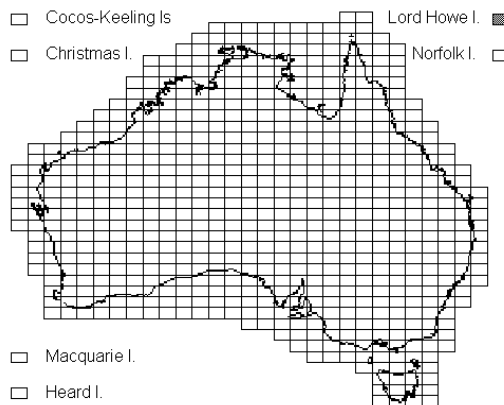 Cocos-Keeling Is
Lord Howe I.
Christmas I.
Norfolk I.
Macquarie I.
Heard I.